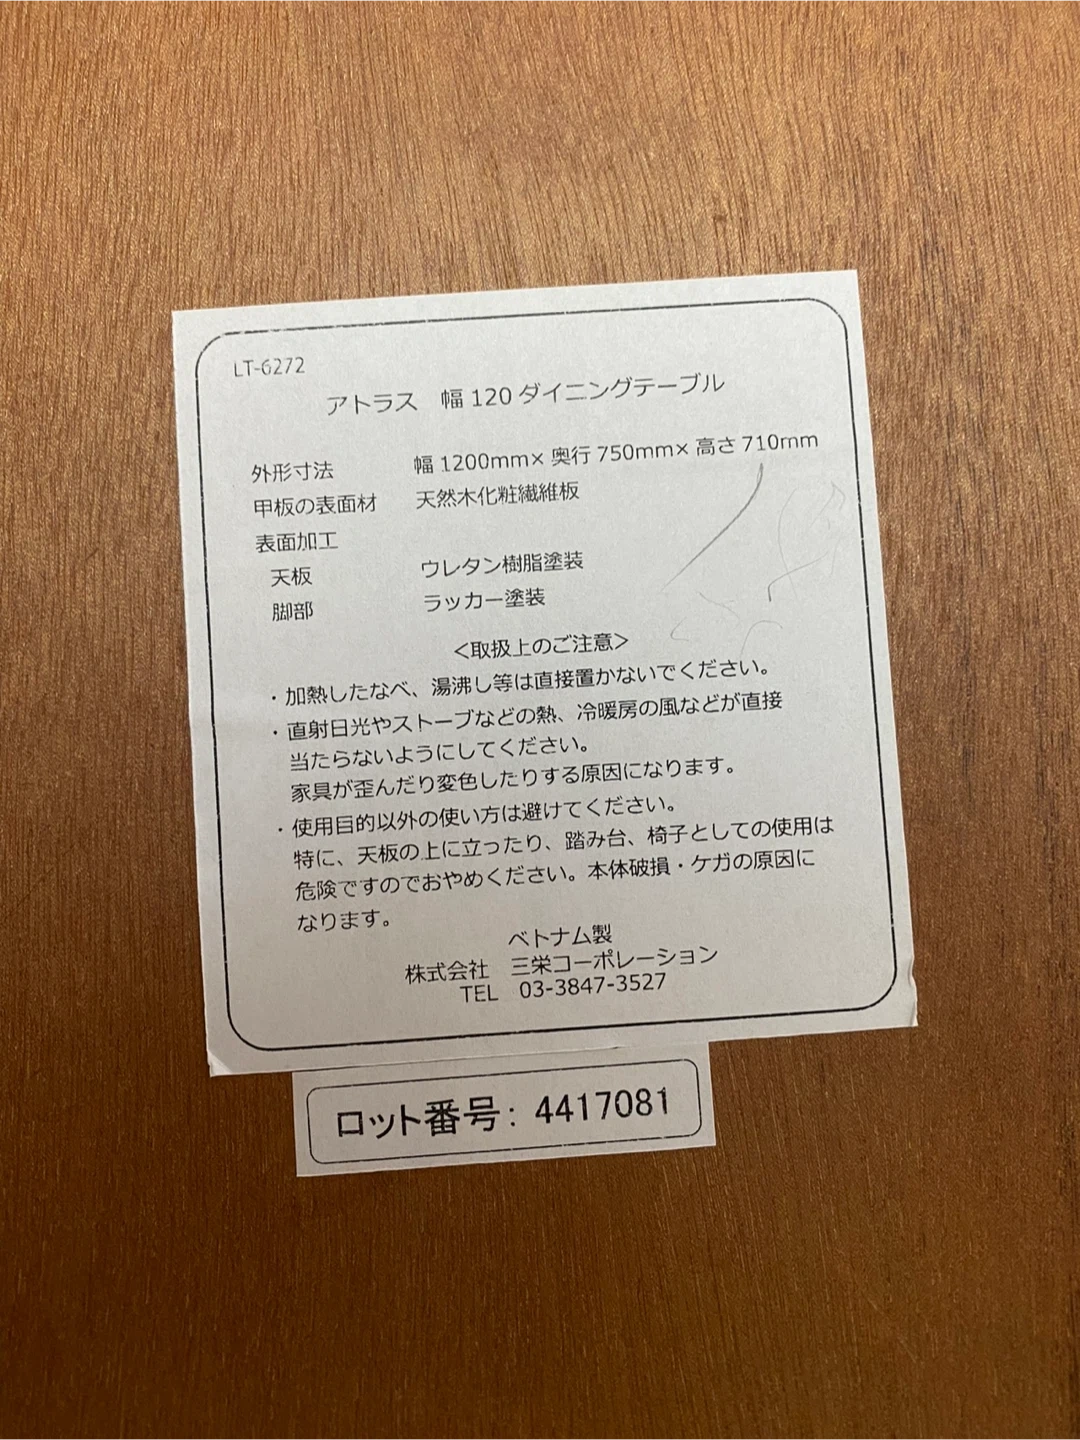 LT-6272
アトラス　幅 120 ダイニングテーブル
外形寸法　幅 1200mm× 奥行 750mm× 高さ 710mm
甲板の表面材　天然木化粧繊維板
表面加工
天板　ウレタン樹脂塗装
脚部　ラッカー塗装
＜取扱上のご注意＞
・加熱したなべ、湯沸し等は直接置かないでください。
・直射日光やストーブなどの熱、冷暖房の風などが直接
当たらないようにしてください。
家具が歪んだり変色したりする原因になります。
・使用目的以外の使い方は避けてください。
特に、天板の上に立ったり、踏み台、椅子としての使用は
危険ですのでおやめください。本体破損・ケガの原因に
なります。
ベトナム製
株式会社　三栄コーポレーション
TEL　03-3847-3527
ロット番号：4417081